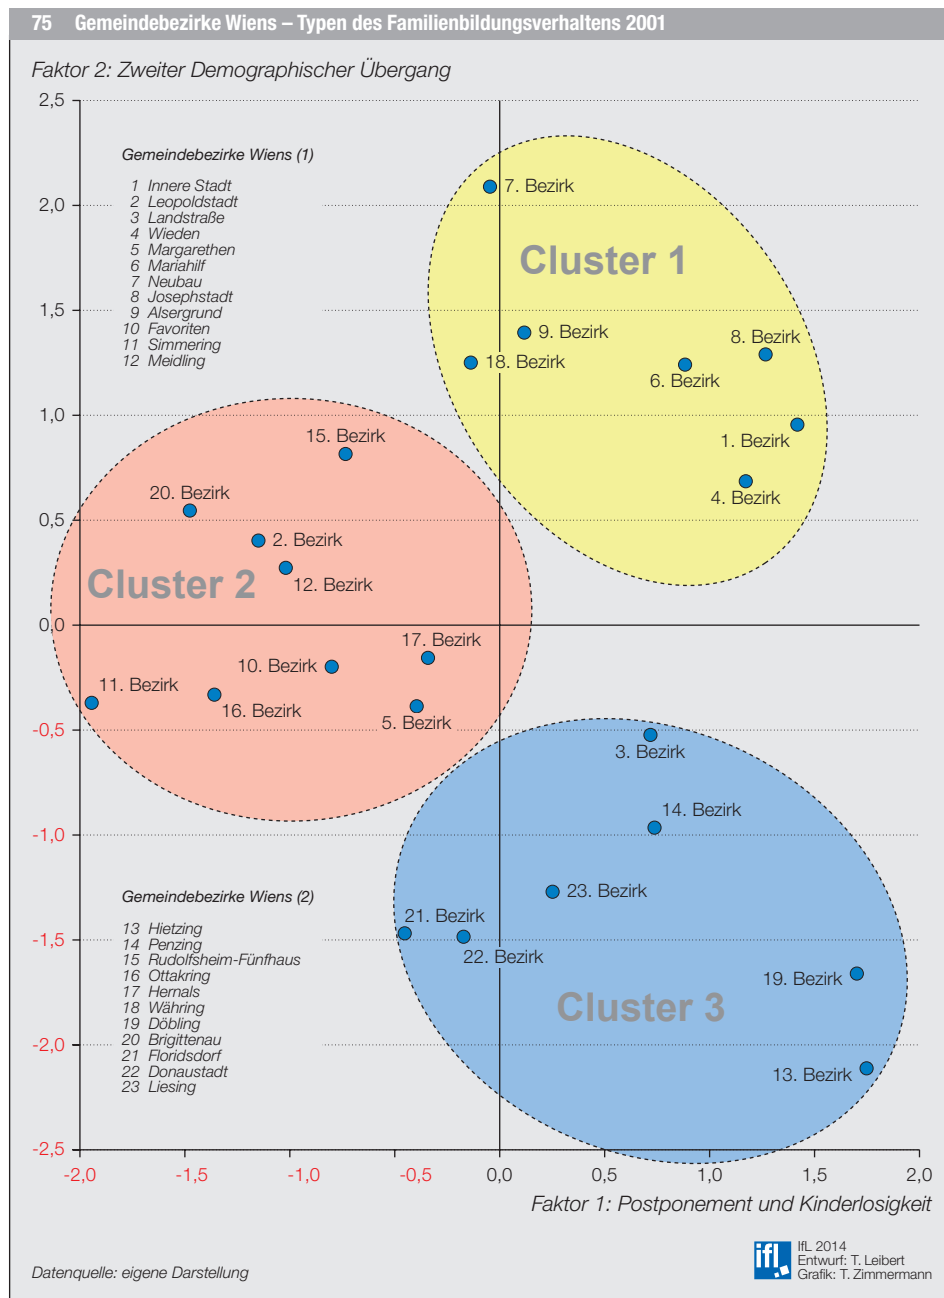 75 Gemeindebezirke Wiens – Typen des Familienbildungsverhaltens 2001
Faktor 2: Zweiter Demographischer Übergang
2,5
2,0
1,5
1,0
0,5
0,0
-0,5
-1,0
-1,5
-2,0
-2,5
Gemeindebezirke Wiens (1)
1 Innere Stadt
2 Leopoldstadt
3 Landstraße
4 Wieden
5 Margarethen
6 Mariahilf
7 Neubau
8 Josephstadt
9 Alsergrund
10 Favoriten
11 Simmering
12 Meidling
7. Bezirk
Cluster 1
9. Bezirk
8. Bezirk
18. Bezirk
6. Bezirk
1. Bezirk
4. Bezirk
15. Bezirk
20. Bezirk
2. Bezirk
12. Bezirk
Cluster 2
17. Bezirk
10. Bezirk
11. Bezirk
16. Bezirk
5. Bezirk
3. Bezirk
14. Bezirk
23. Bezirk
21. Bezirk
22. Bezirk
19. Bezirk
Cluster 3
13. Bezirk
Gemeindebezirke Wiens (2)
13 Hietzing
14 Penzing
15 Rudolfsheim-Fünfhaus
16 Ottakring
17 Hernals
18 Währing
19 Döbling
20 Brigittenau
21 Floridsdorf
22 Donaustadt
23 Liesing
-2,0 -1,5 -1,0 -0,5 0,0 0,5 1,0 1,5 2,0
Faktor 1: Postponement und Kinderlosigkeit
ifl
IfL 2014
Entwurf: T. Leibert
Grafik: T. Zimmermann
Datenquelle: eigene Darstellung